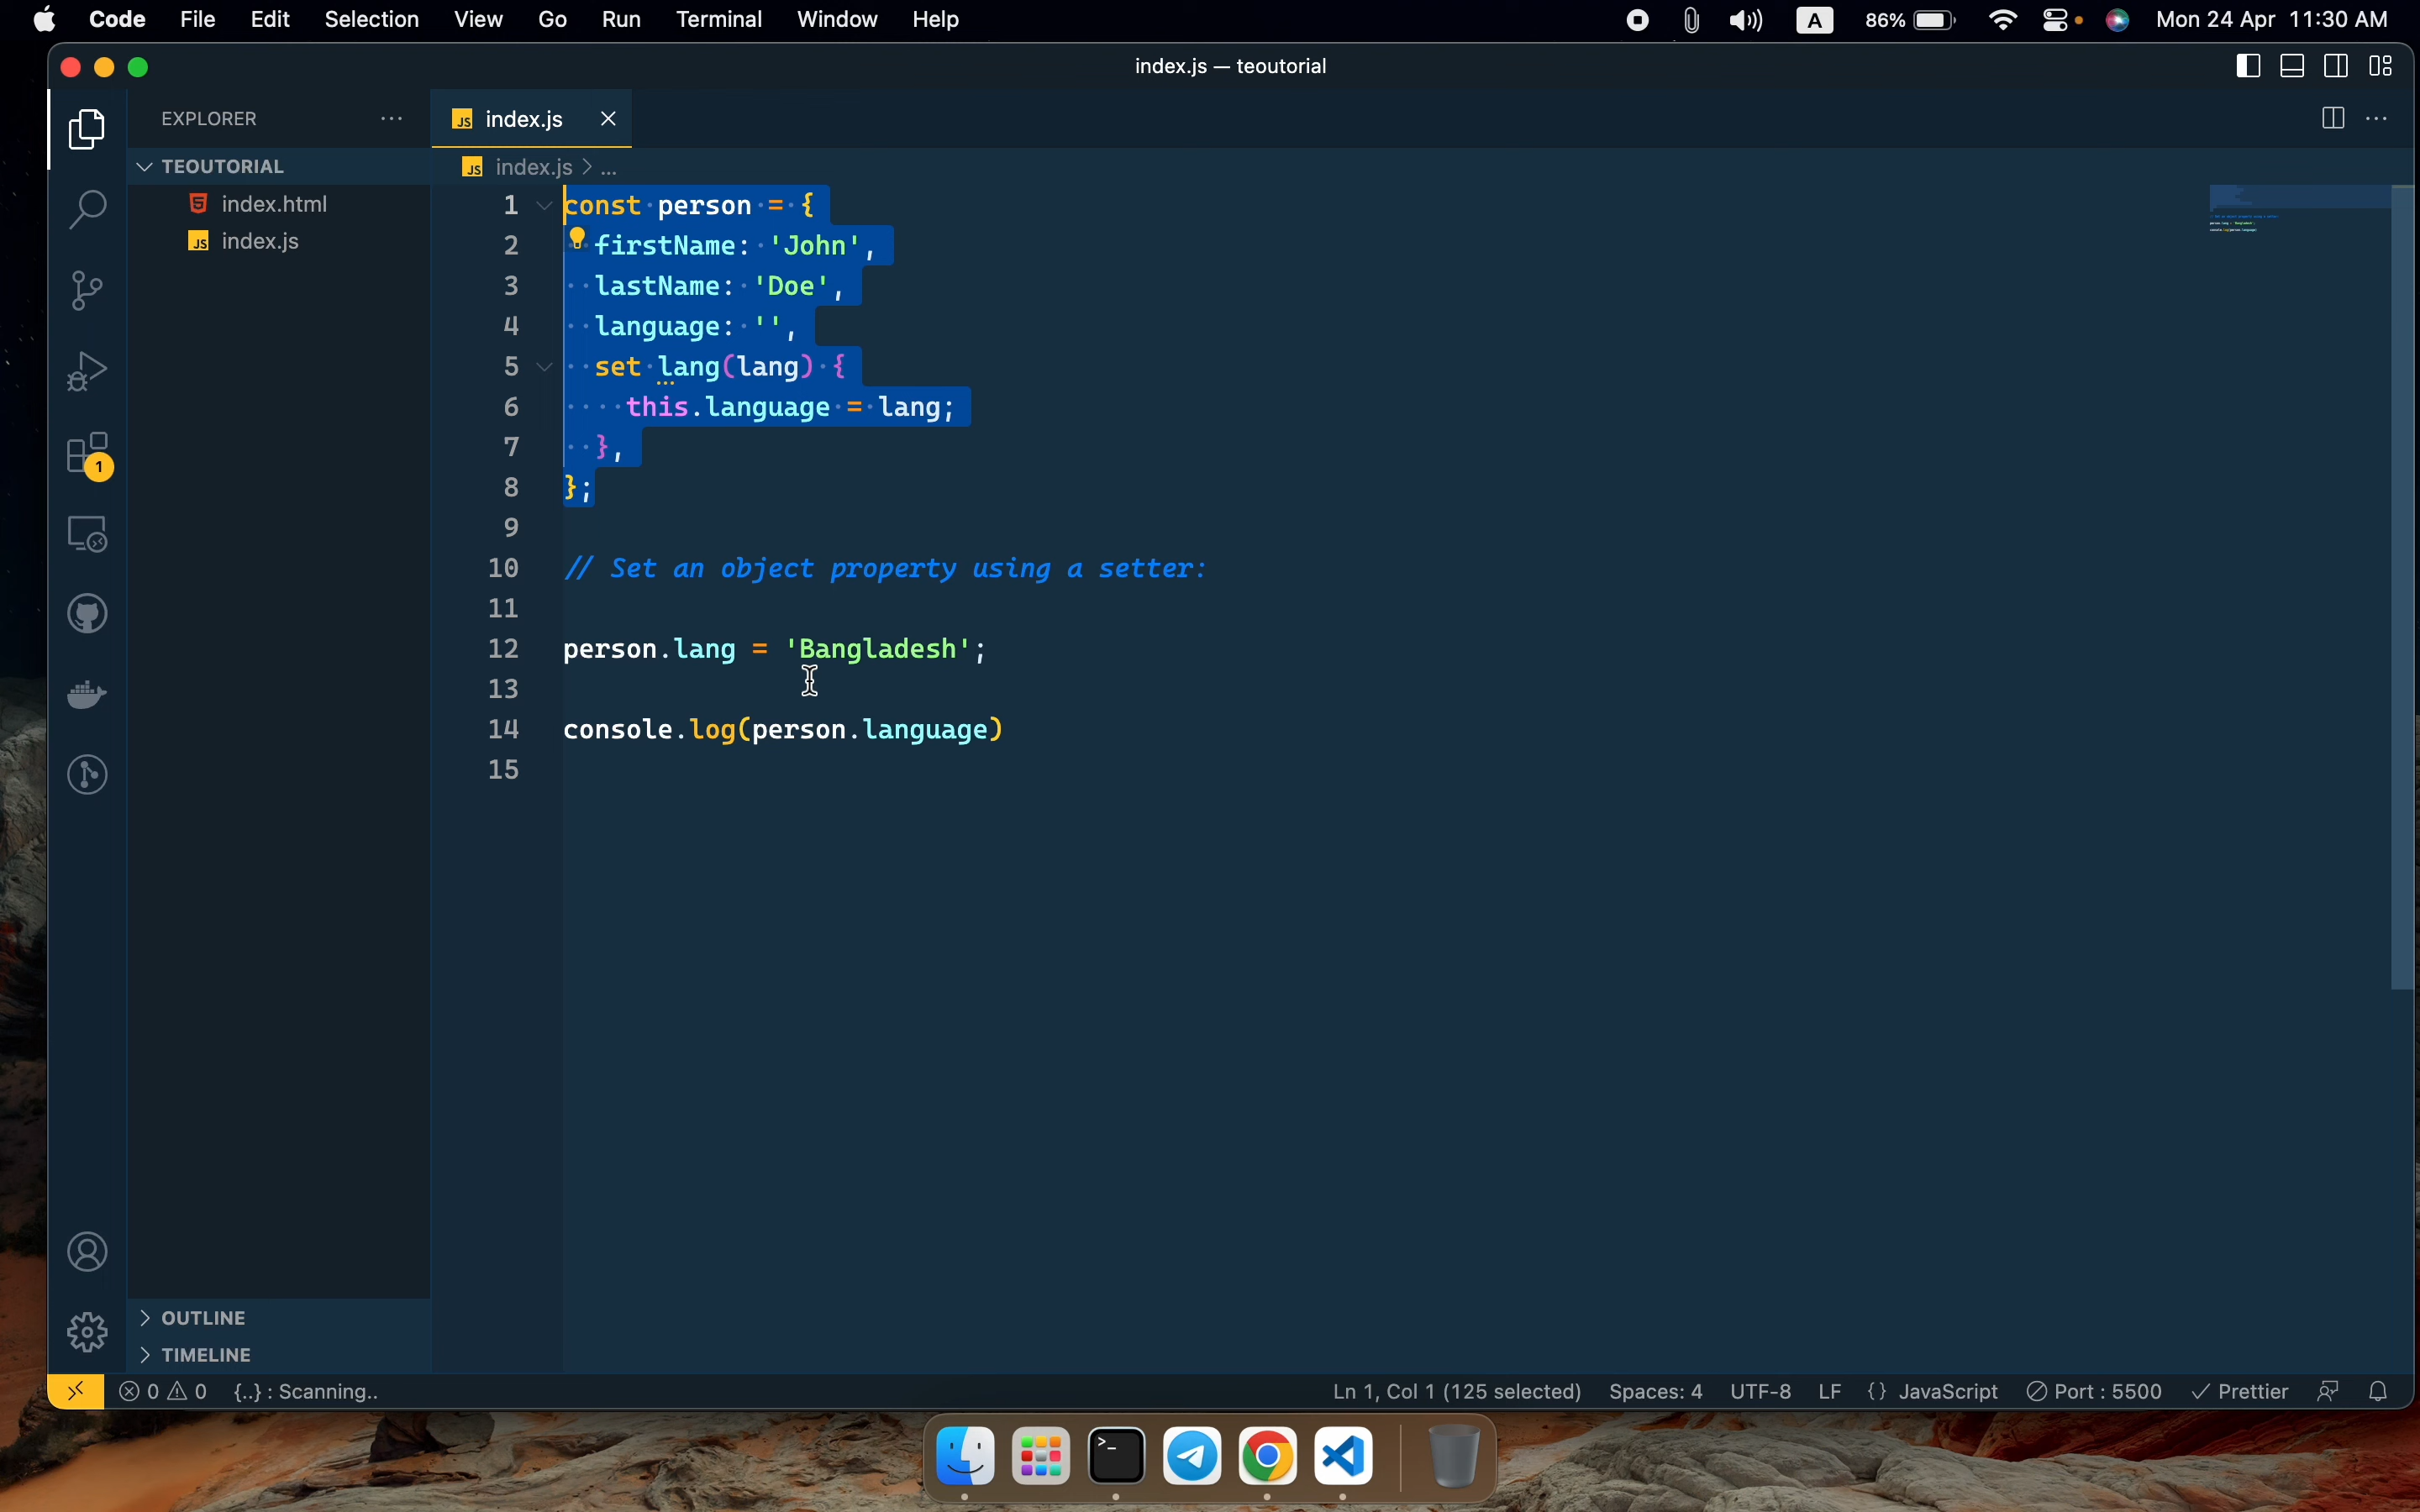 Code File Edit Selection View Go Run Terminal Window Help A 86% Mon 24 Apr 11:30 AM
index.js — teoutorial
EXPLORER ···
JS index.js ×
TEOUTORIAL
JS index.js > ...
index.html
JS index.js
1 const person = {
2 firstName: 'John',
3 lastName: 'Doe',
4 language: '',
5 set lang(lang) {
6 this.language = lang;
7 },
8 };
9
10 // Set an object property using a setter:
11
12 person.lang = 'Bangladesh';
13
14 console.log(person.language)
15
1
OUTLINE
TIMELINE
0 0 {..} : Scanning..
Ln 1, Col 1 (125 selected) Spaces: 4 UTF-8 LF {} JavaScript Port : 5500 Prettier